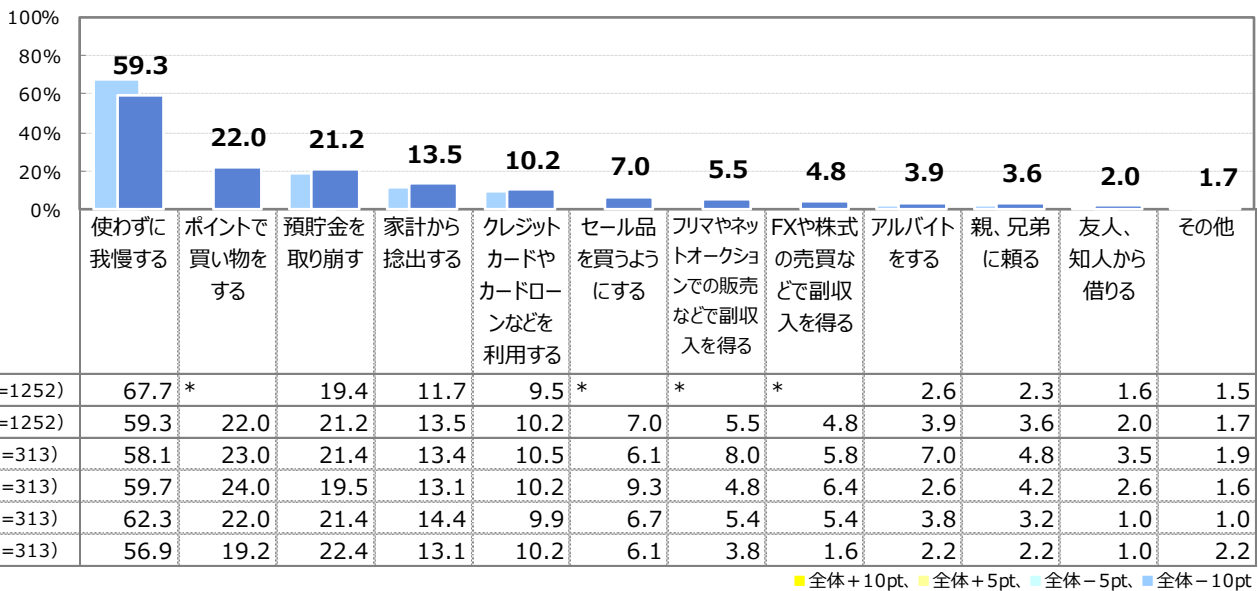 100%
80%
60%
40%
20%
0%
59.3
22.0
21.2
13.5
10.2
7.0
5.5
4.8
3.9
3.6
2.0
1.7
使わずに
我慢する
ポイントで
買い物を
する
預貯金を
取り崩す
家計から
捻出する
クレジット
カードや
カードロー
ンなどを
利用する
セール品
を買うよう
にする
フリマやネッ
トオークショ
ンでの販売
などで副収
入を得る
FXや株式
の売買な
どで副収
入を得る
アルバイト
をする
親、兄弟
に頼る
友人、
知人から
借りる
その他
=1252) 67.7 * 19.4 11.7 9.5 * * * 2.6 2.3 1.6 1.5
=1252) 59.3 22.0 21.2 13.5 10.2 7.0 5.5 4.8 3.9 3.6 2.0 1.7
=313) 58.1 23.0 21.4 13.4 10.5 6.1 8.0 5.8 7.0 4.8 3.5 1.9
=313) 59.7 24.0 19.5 13.1 10.2 9.3 4.8 6.4 2.6 4.2 2.6 1.6
=313) 62.3 22.0 21.4 14.4 9.9 6.7 5.4 5.4 3.8 3.2 1.0 1.0
=313) 56.9 19.2 22.4 13.1 10.2 6.1 3.8 1.6 2.2 2.2 1.0 2.2
■全体+10pt、■全体+5pt、■全体-5pt、■全体-10pt